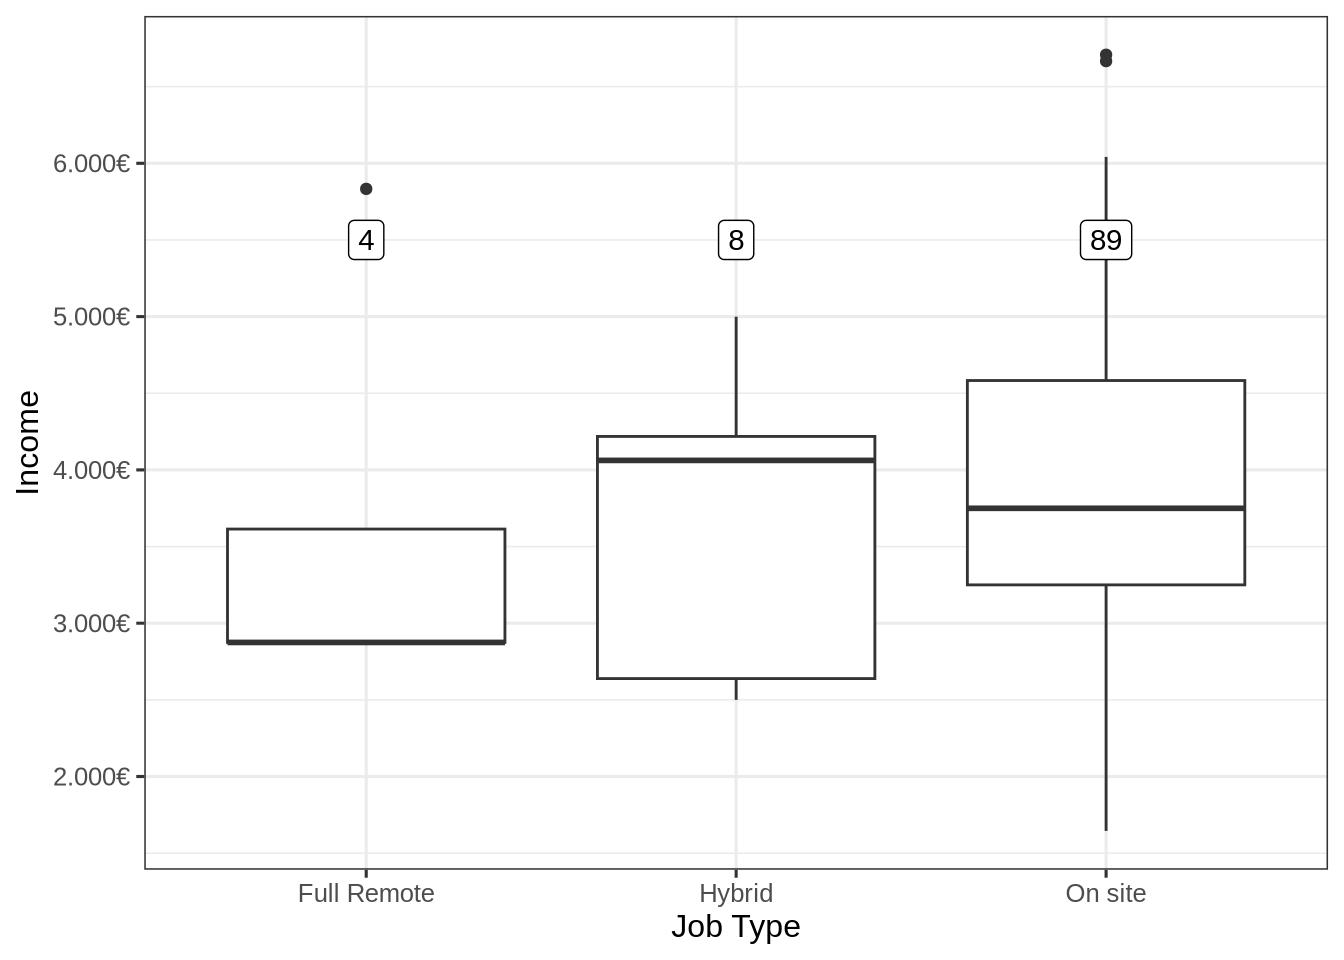 6.000€
5.000€
4.000€
3.000€
2.000€
Income
4
8
89
Full Remote
Hybrid
On site
Job Type